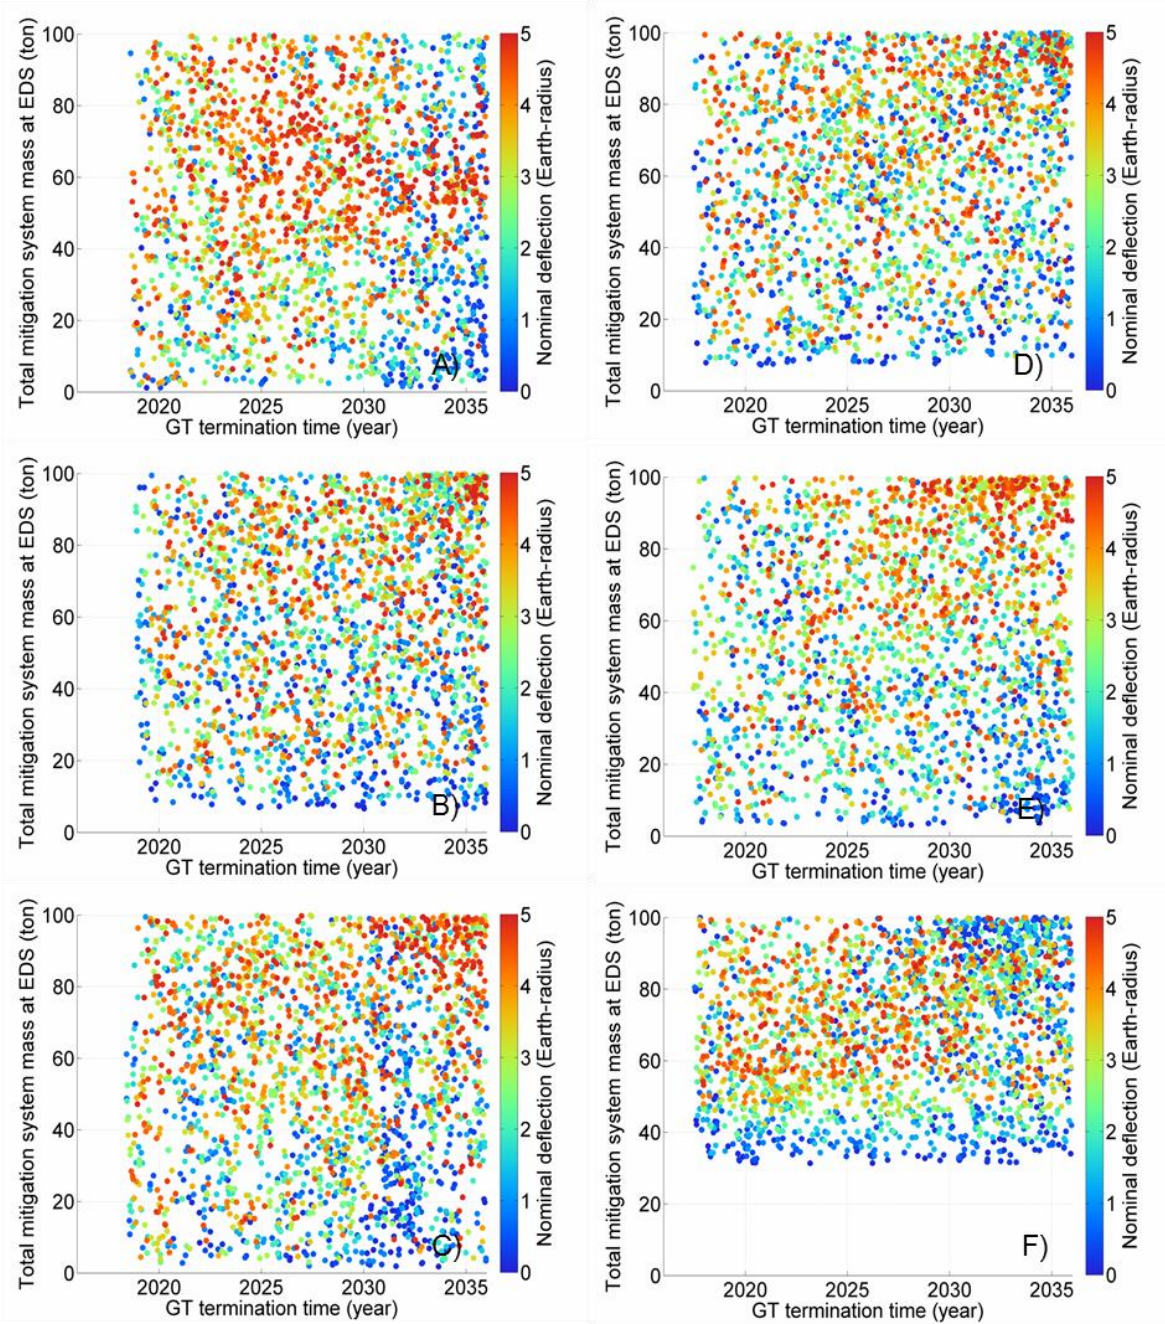 Total mitigation system mass at EDS (ton)
100
80
60
40
20
0
2020 2025 2030 2035
GT termination time (year)
A)
5
4
3
2
1
0
Nominal deflection (Earth-radius)
Total mitigation system mass at EDS (ton)
100
80
60
40
20
0
2020 2025 2030 2035
GT termination time (year)
D)
5
4
3
2
1
0
Nominal deflection (Earth-radius)
Total mitigation system mass at EDS (ton)
100
80
60
40
20
0
2020 2025 2030 2035
GT termination time (year)
B)
5
4
3
2
1
0
Nominal deflection (Earth-radius)
Total mitigation system mass at EDS (ton)
100
80
60
40
20
0
2020 2025 2030 2035
GT termination time (year)
E)
5
4
3
2
1
0
Nominal deflection (Earth-radius)
Total mitigation system mass at EDS (ton)
100
80
60
40
20
0
2020 2025 2030 2035
GT termination time (year)
C)
5
4
3
2
1
0
Nominal deflection (Earth-radius)
Total mitigation system mass at EDS (ton)
100
80
60
40
20
0
2020 2025 2030 2035
GT termination time (year)
F)
5
4
3
2
1
0
Nominal deflection (Earth-radius)